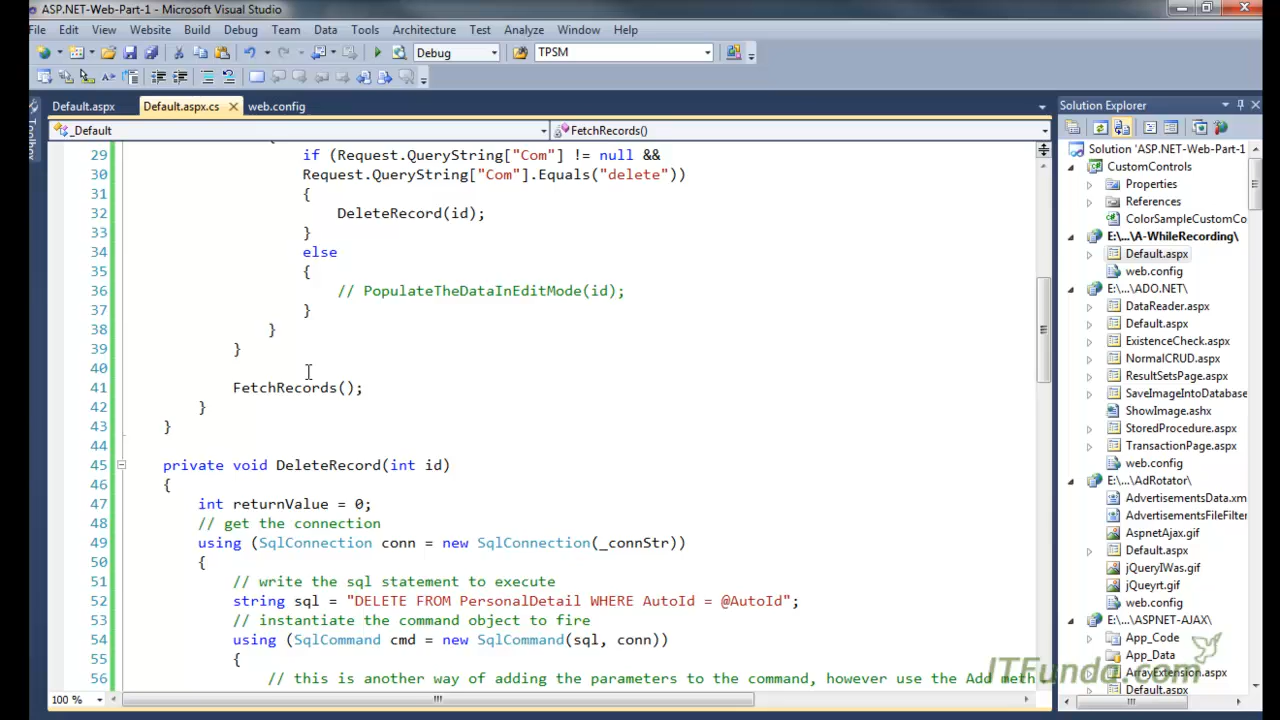 ASP.NET-Web-Part-1 - Microsoft Visual Studio
File Edit View Website Build Debug Team Data Tools Architecture Test Analyze Window Help
Debug TPSM
Default.aspx Default.aspx.cs web.config
Solution Explorer
_Default FetchRecords()
29 if (Request.QueryString["Com"] != null &&
30 Request.QueryString["Com"].Equals("delete"))
31 {
32 DeleteRecord(id);
33 }
34 else
35 {
36 // PopulateTheDataInEditMode(id);
37 }
38 }
39 }
40
41 FetchRecords();
42 }
43 }
44
45 private void DeleteRecord(int id)
46 {
47 int returnValue = 0;
48 // get the connection
49 using (SqlConnection conn = new SqlConnection(_connStr))
50 {
51 // write the sql statement to execute
52 string sql = "DELETE FROM PersonalDetail WHERE AutoId = @AutoId";
53 // instantiate the command object to fire
54 using (SqlCommand cmd = new SqlCommand(sql, conn))
55 {
56 // this is another way of adding the parameters to the command, however use the Add meth
100 %
Toolbox
Solution 'ASP.NET-Web-Part-1
CustomControls
Properties
References
ColorSampleCustomCo
E:\...\A-WhileRecording\
Default.aspx
web.config
E:\...\ADO.NET\
DataReader.aspx
Default.aspx
ExistenceCheck.aspx
NormalCRUD.aspx
ResultSetsPage.aspx
SaveImageIntoDatabase
ShowImage.ashx
StoredProcedure.aspx
TransactionPage.aspx
web.config
E:\...\AdRotator\
AdvertisementsData.xm
AdvertisementsFileFilter
AspnetAjax.gif
Default.aspx
jQueryIWas.gif
jQueryrt.gif
web.config
E:\...\ASPNET-AJAX\
App_Code
App_Data
ArrayExtension.aspx
Default.aspx
ITFunda.com